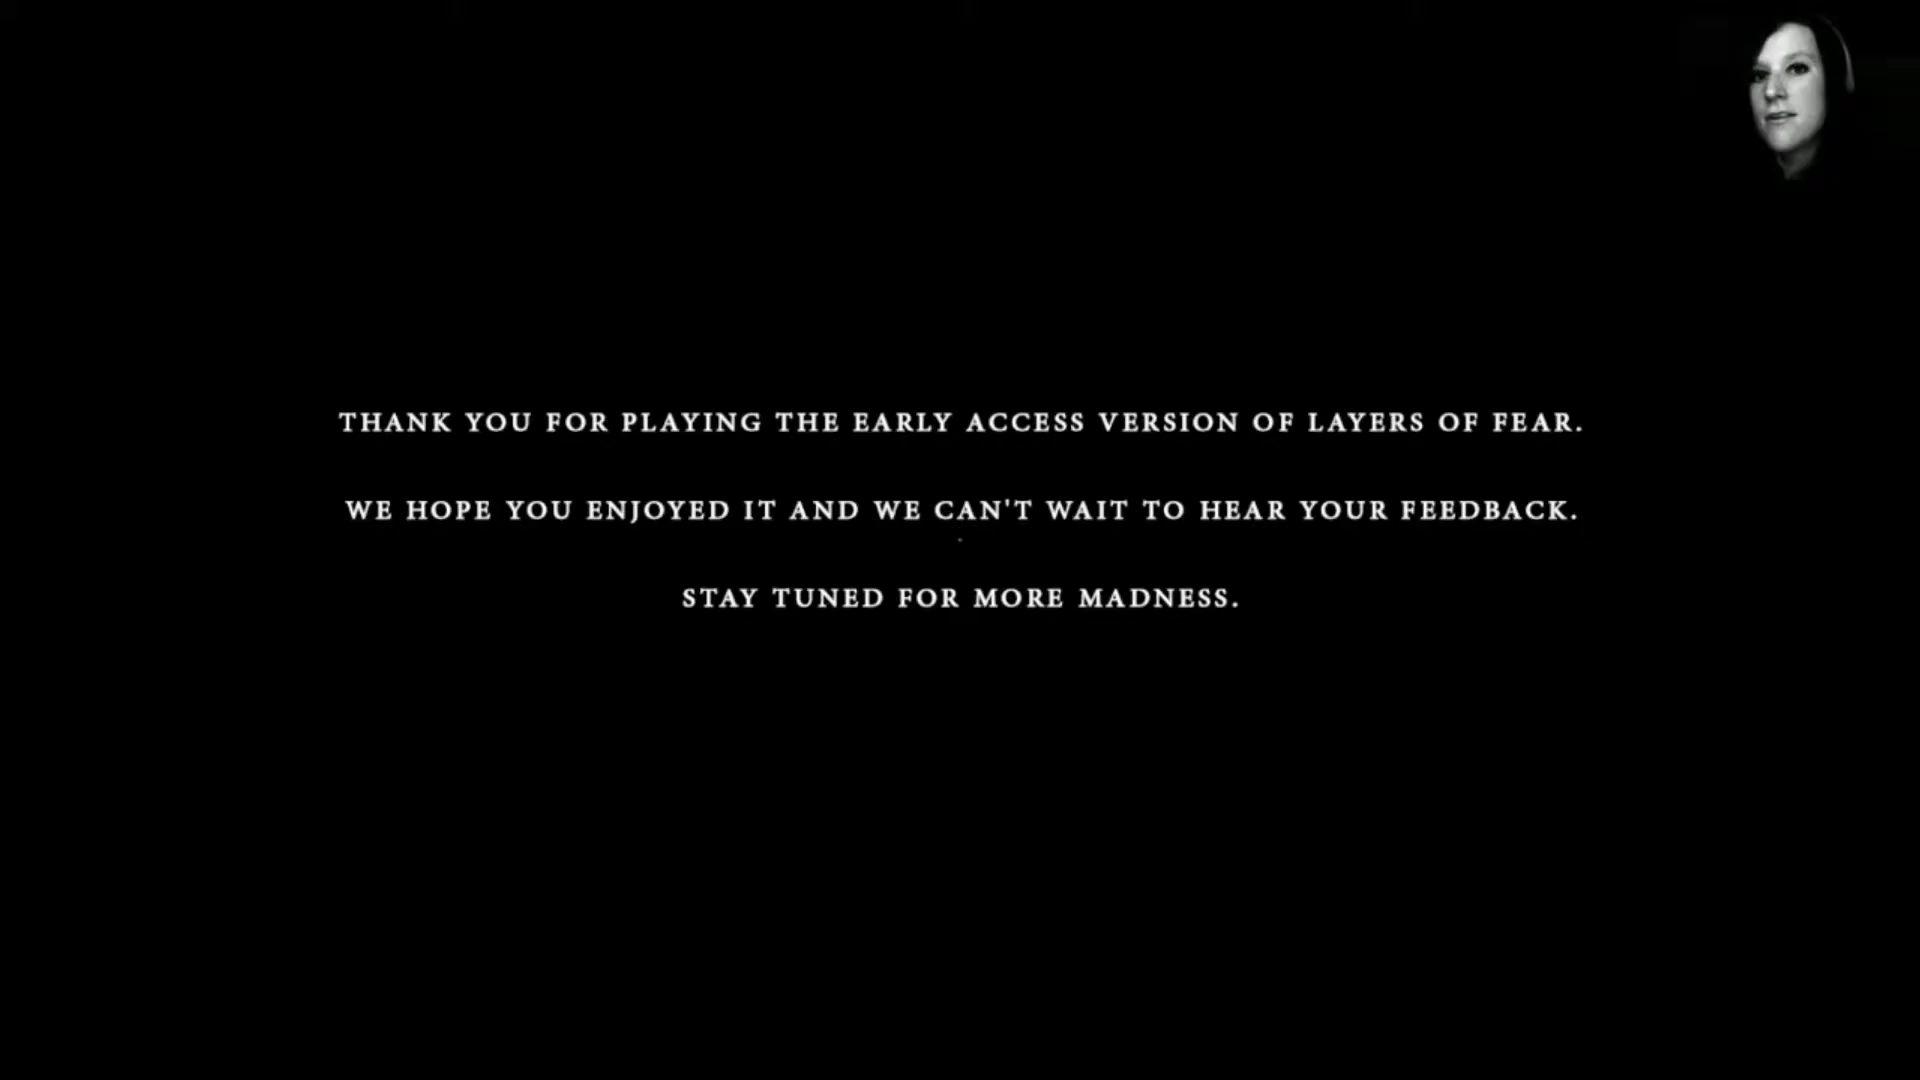 THANK YOU FOR PLAYING THE EARLY ACCESS VERSION OF LAYERS OF FEAR.
WE HOPE YOU ENJOYED IT AND WE CAN'T WAIT TO HEAR YOUR FEEDBACK.
STAY TUNED FOR MORE MADNESS.